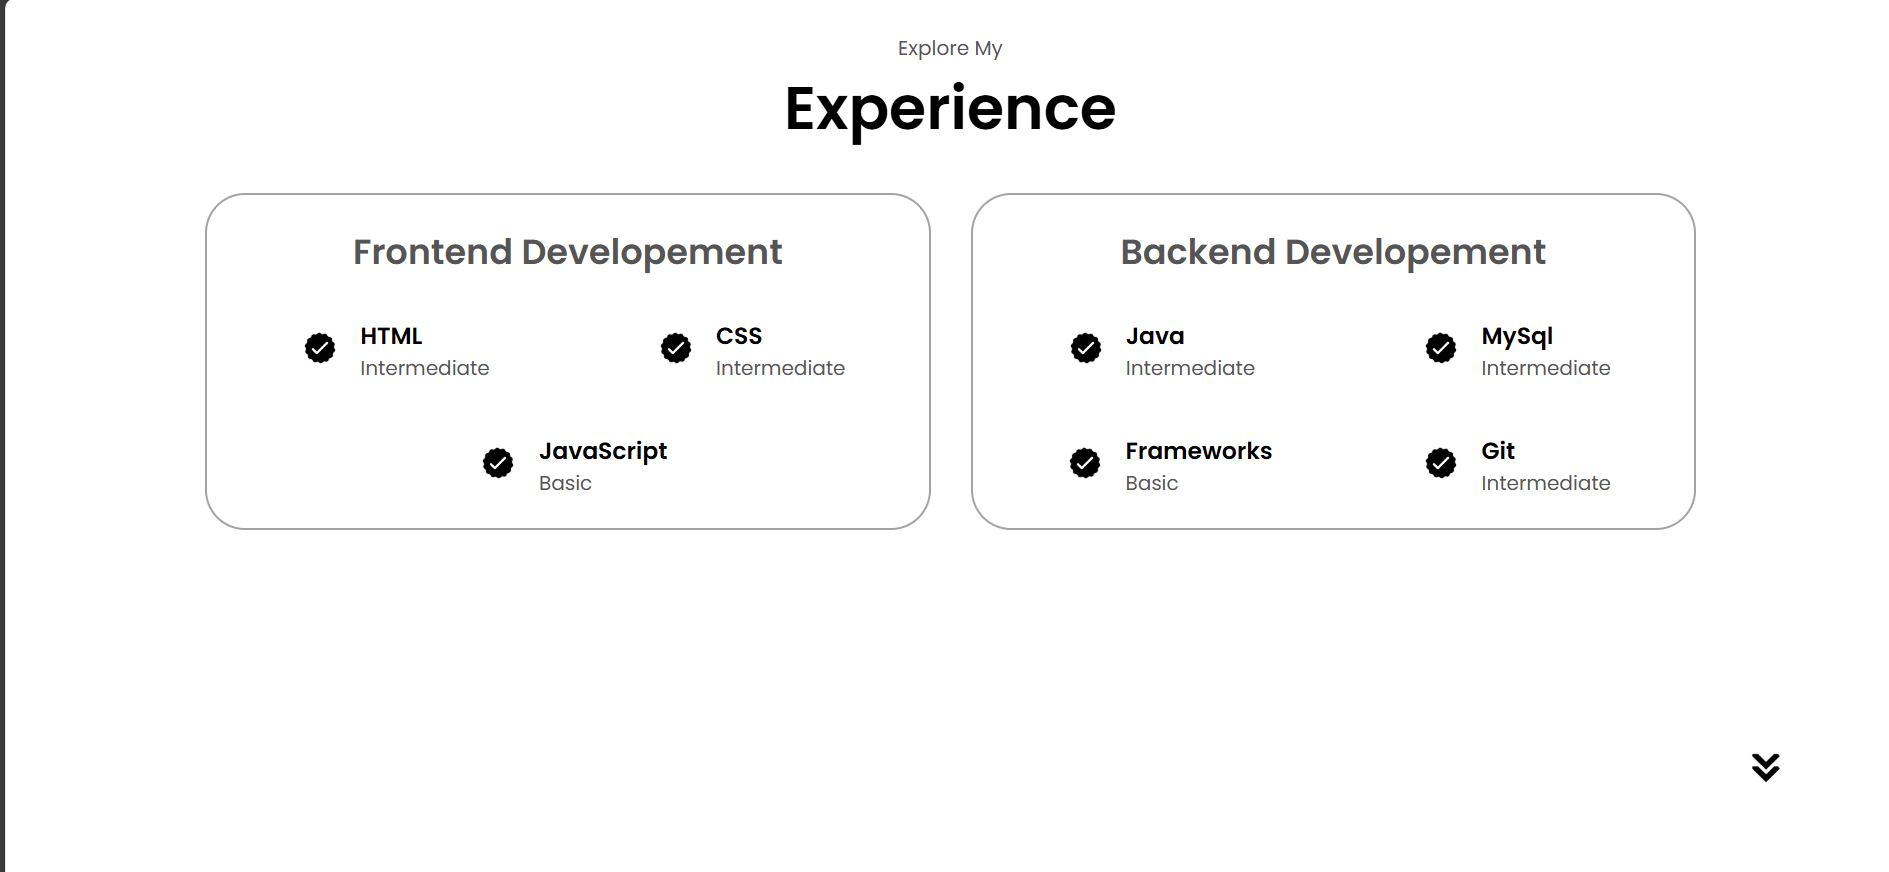 Explore My
Experience
Frontend Developement
HTML
Intermediate
CSS
Intermediate
JavaScript
Basic
Backend Developement
Java
Intermediate
MySql
Intermediate
Frameworks
Basic
Git
Intermediate